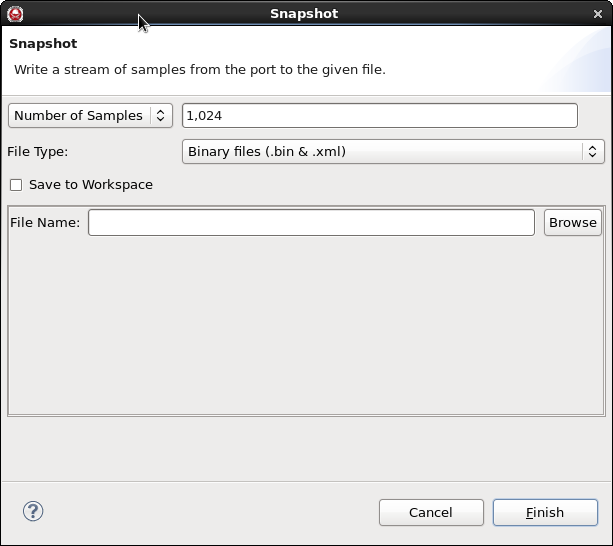 Snapshot
Snapshot
Write a stream of samples from the port to the given file.
Number of Samples 1,024
File Type: Binary files (.bin & .xml)
Save to Workspace
File Name: Browse
? Cancel Finish